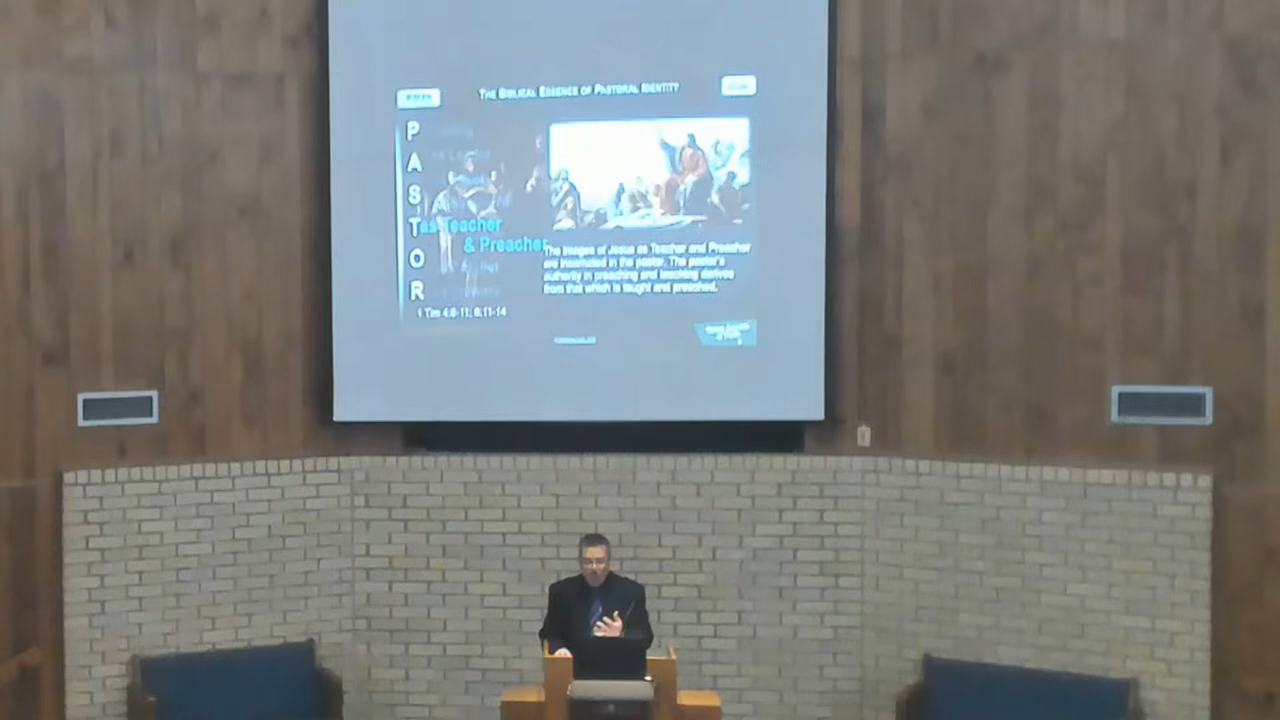 THE BIBLICAL ESSENCE OF PASTORAL IDENTITY
P
A
S
T
O
R
as Teacher
& Preacher
The images of Jesus as Teacher and Preacher
are inculcated in the pastor. The pastor's
authority in preaching and teaching derives
from that which is taught and preached.
1 Tim 4:6-11; 6:11-14